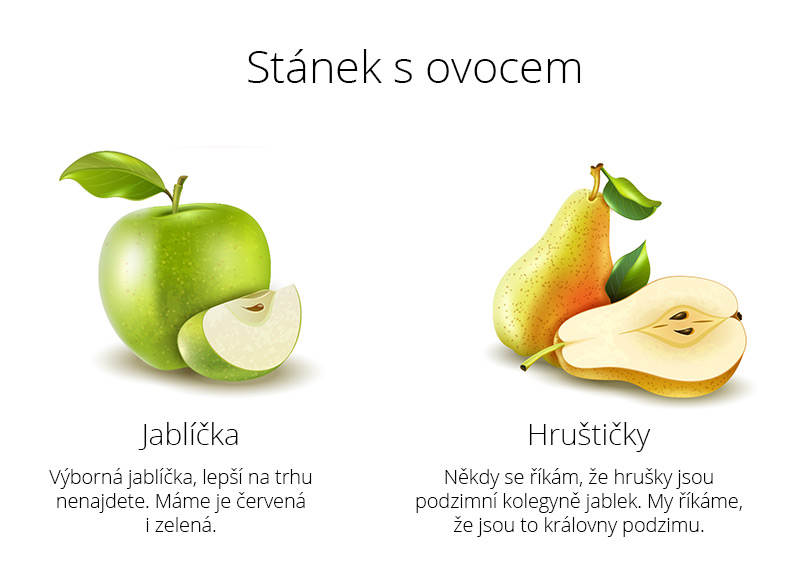 Stánek s ovocem
Jablíčka
Výborná jablíčka, lepší na trhu
nenajdete. Máme je červená
i zelená.
Hruštičky
Někdy se říkám, že hrušky jsou
podzimní kolegyně jablek. My říkáme,
že jsou to královny podzimu.